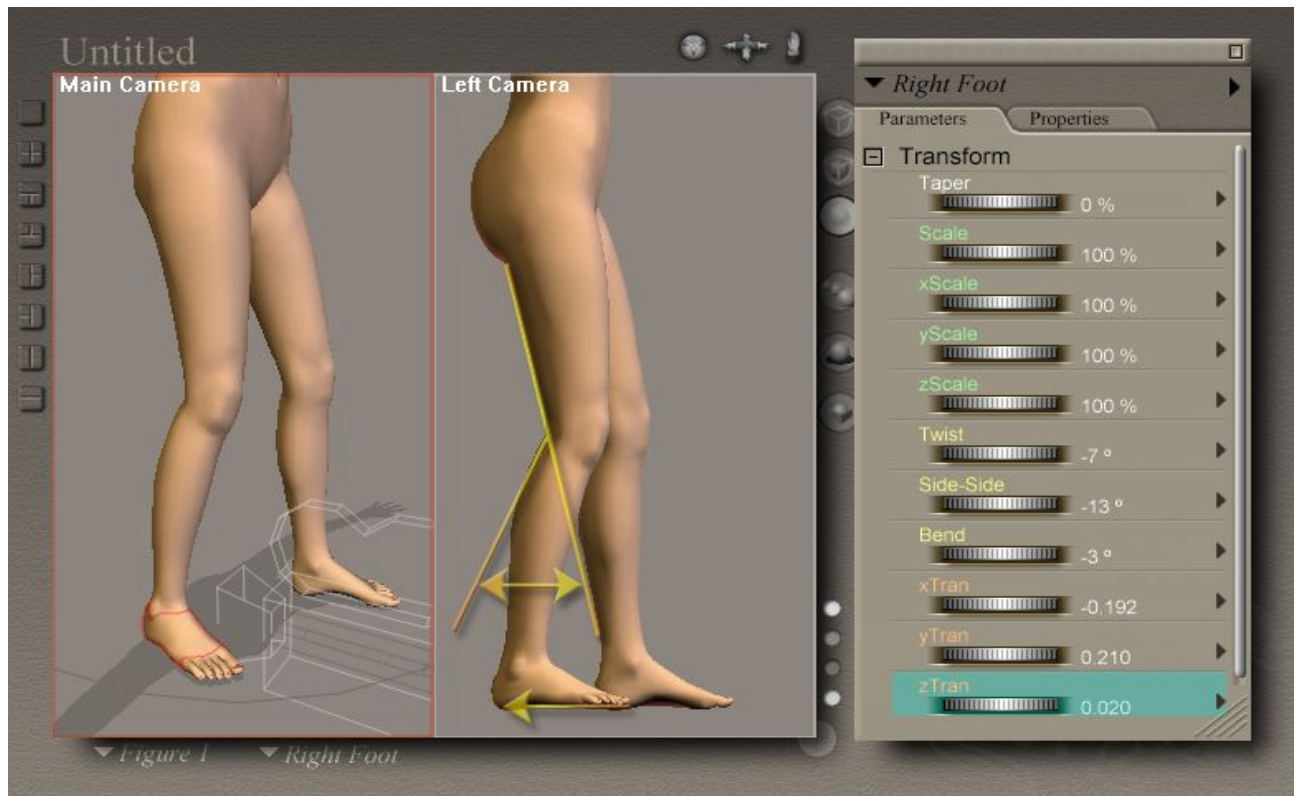 Untitled
Main Camera
Left Camera
Figure 1
Right Foot
Right Foot
Parameters
Properties
Transform
Taper
0 %
Scale
100 %
xScale
100 %
yScale
100 %
zScale
100 %
Twist
-7 °
Side-Side
-13 °
Bend
-3 °
xTran
-0.192
yTran
0.210
zTran
0.020